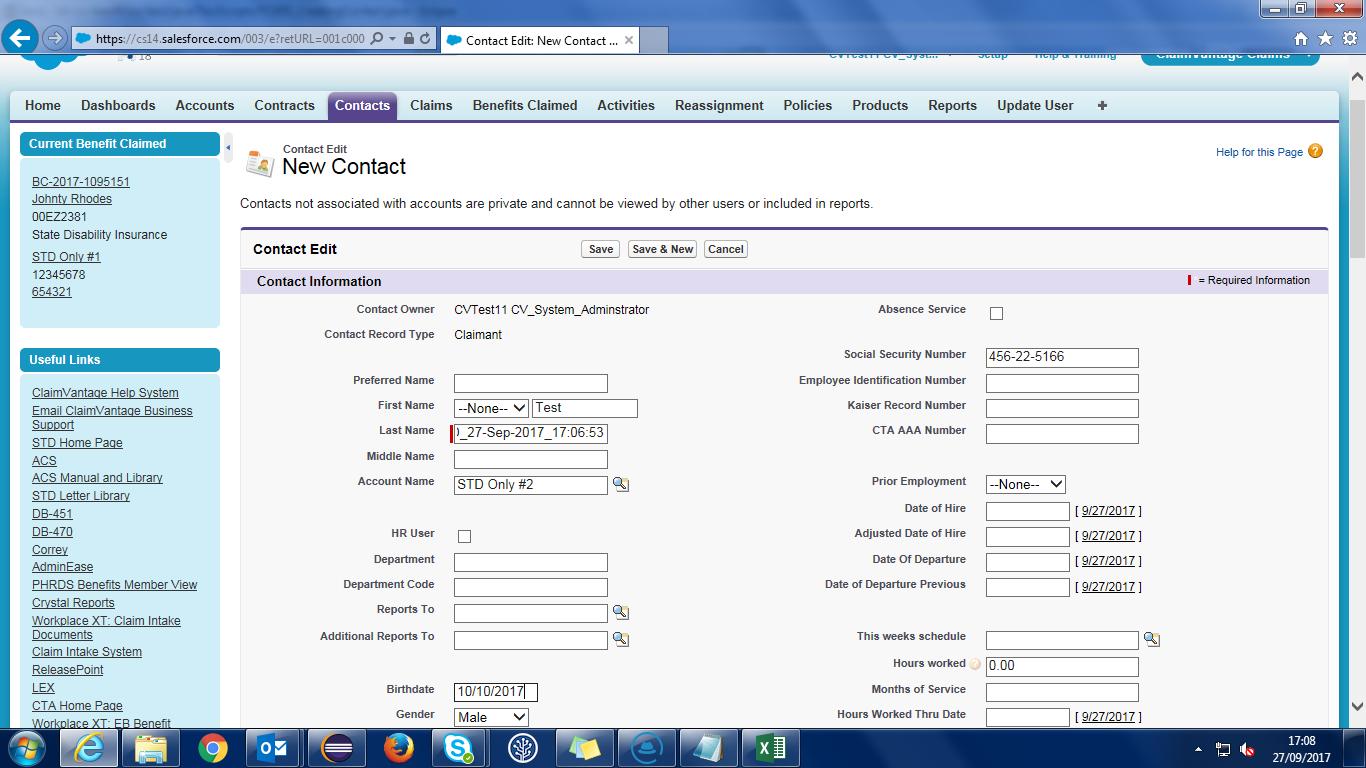 https://cs14.salesforce.com/003/e?retURL=001c000
Contact Edit: New Contact ...
18
CVTest11 CV_Syst...
Setup
Help & Training
ClaimVantage Claims
Home Dashboards Accounts Contracts Contacts Claims Benefits Claimed Activities Reassignment Policies Products Reports Update User +
Current Benefit Claimed
BC-2017-1095151
Johnty Rhodes
00EZ2381
State Disability Insurance
STD Only #1
12345678
654321
Useful Links
ClaimVantage Help System
Email ClaimVantage Business
Support
STD Home Page
ACS
ACS Manual and Library
STD Letter Library
DB-451
DB-470
Correy
AdminEase
PHRDS Benefits Member View
Crystal Reports
Workplace XT: Claim Intake
Documents
Claim Intake System
ReleasePoint
LEX
CTA Home Page
Workplace XT: EB Benefit
Contact Edit
New Contact
Help for this Page ?
Contacts not associated with accounts are private and cannot be viewed by other users or included in reports.
Contact Edit Save Save & New Cancel
Contact Information = Required Information
Contact Owner CVTest11 CV_System_Adminstrator
Contact Record Type Claimant
Preferred Name
First Name --None-- Test
Last Name _27-Sep-2017_17:06:53
Middle Name
Account Name STD Only #2
HR User
Department
Department Code
Reports To
Additional Reports To
Birthdate 10/10/2017
Gender Male
Absence Service
Social Security Number 456-22-5166
Employee Identification Number
Kaiser Record Number
CTA AAA Number
Prior Employment --None--
Date of Hire [ 9/27/2017 ]
Adjusted Date of Hire [ 9/27/2017 ]
Date Of Departure [ 9/27/2017 ]
Date of Departure Previous [ 9/27/2017 ]
This weeks schedule
Hours worked 0.00
Months of Service
Hours Worked Thru Date [ 9/27/2017 ]
17:08
27/09/2017